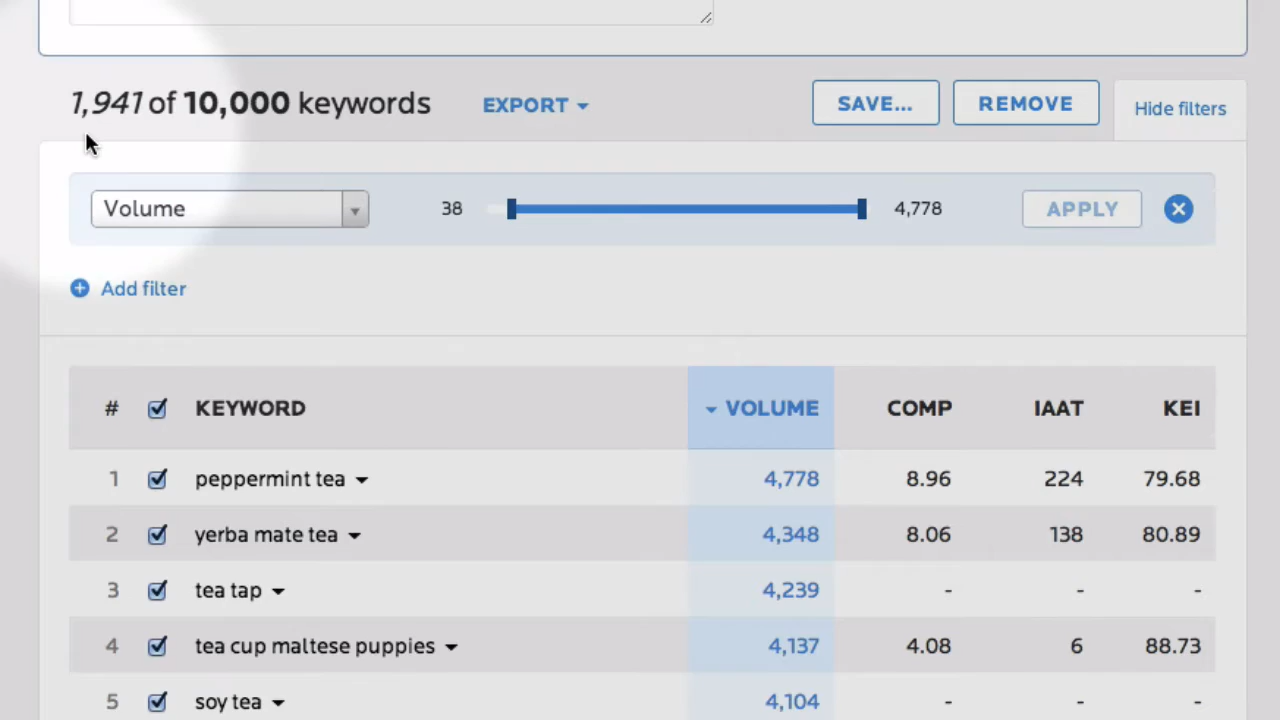 1,941 of 10,000 keywords EXPORT SAVE... REMOVE Hide filters
Volume 38 4,778 APPLY
Add filter
# KEYWORD VOLUME COMP IAAT KEI
1 peppermint tea 4,778 8.96 224 79.68
2 yerba mate tea 4,348 8.06 138 80.89
3 tea tap 4,239 - - -
4 tea cup maltese puppies 4,137 4.08 6 88.73
5 soy tea 4,104 - - -